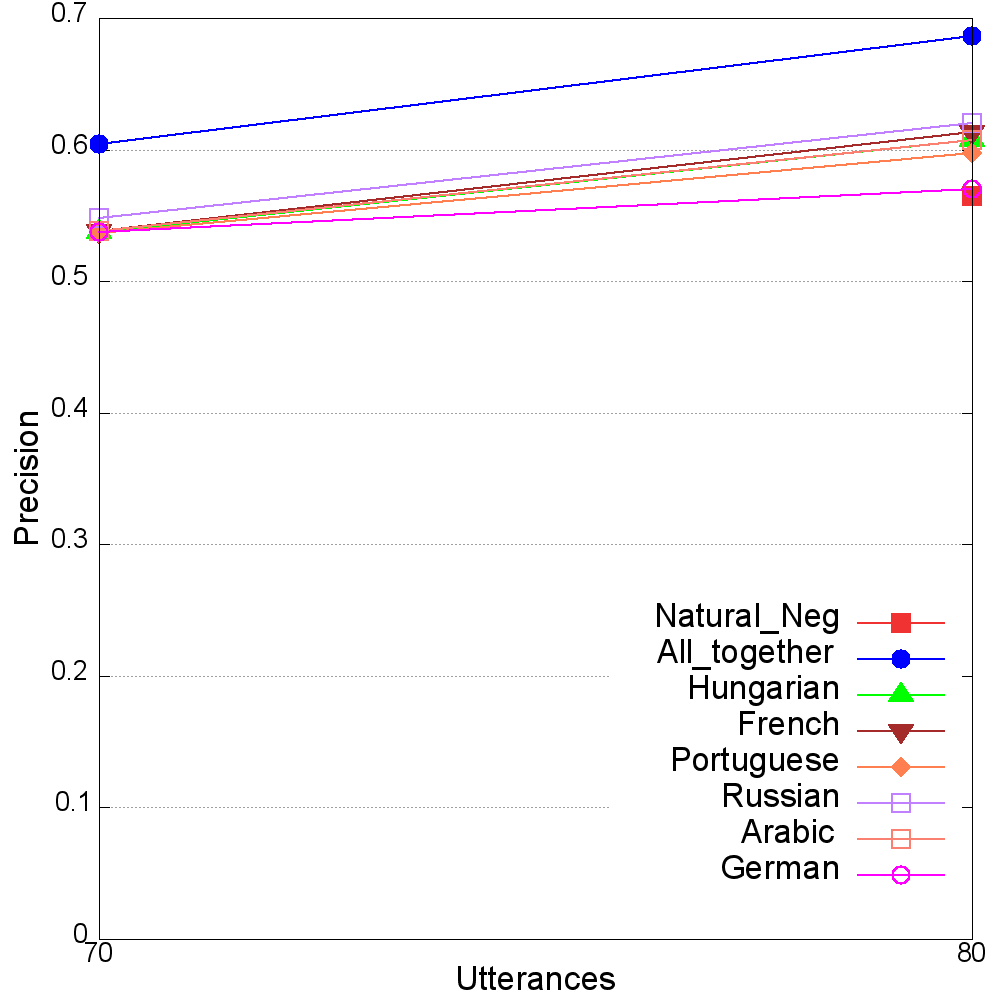 0.7
0.6
0.5
0.4
0.3
0.2
0.1
0
70
80
Precision
Utterances
Natural_Neg
All_together
Hungarian
French
Portuguese
Russian
Arabic
German